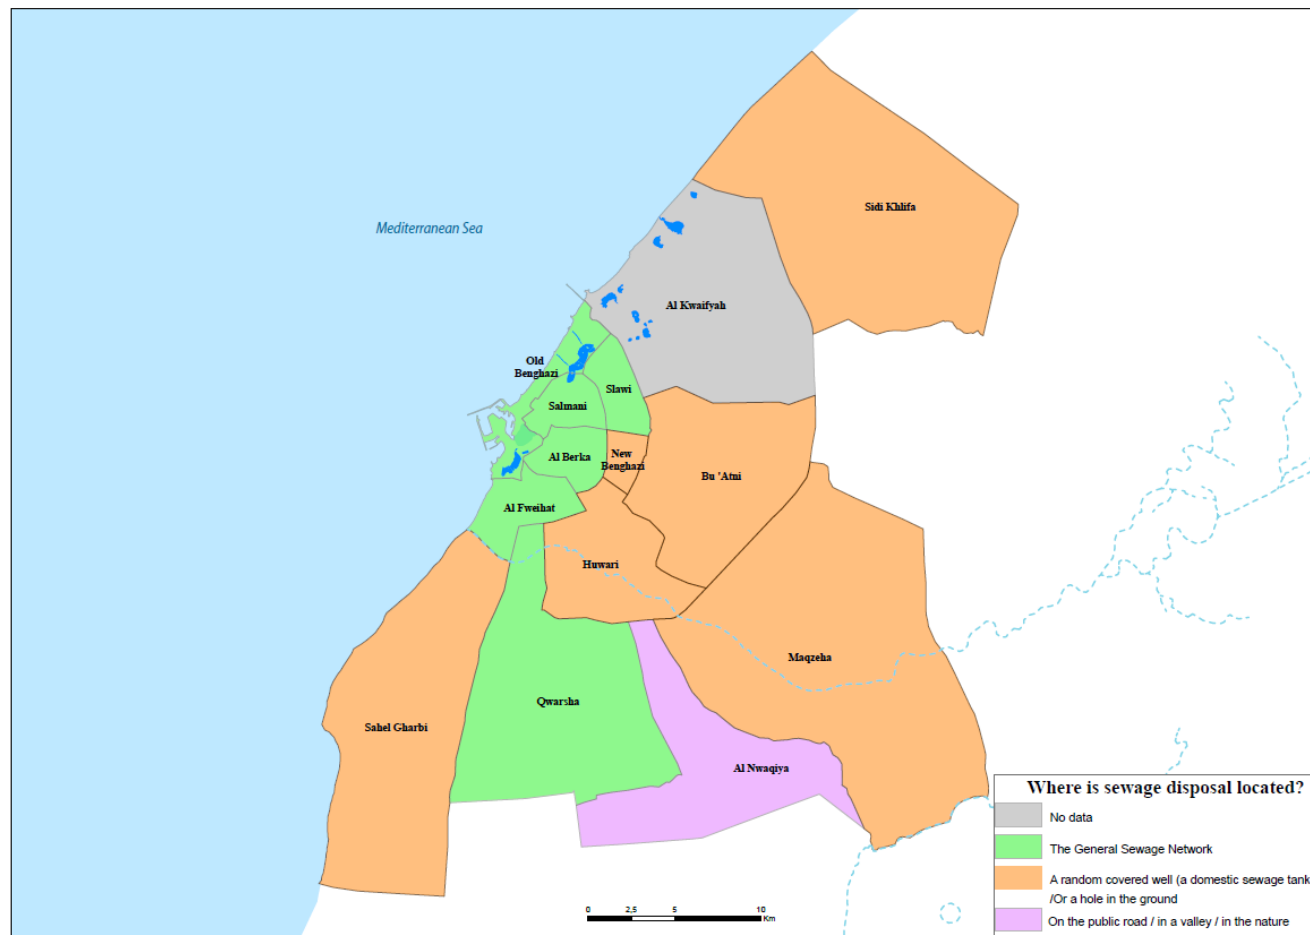 Sidi Khlifa
Mediterranean Sea
Al Kwaifyah
Old
Benghazi
Slawi
Salmani
New
Benghazi
Al Berka
Bu 'Atni
Al Fweihat
Huwari
Maqzeha
Qwarsha
Sahel Gharbi
Al Nwaqiya
Where is sewage disposal located?
No data
The General Sewage Network
A random covered well (a domestic sewage tank
/Or a hole in the ground
On the public road / in a valley / in the nature
0 2,5 5 10
Km